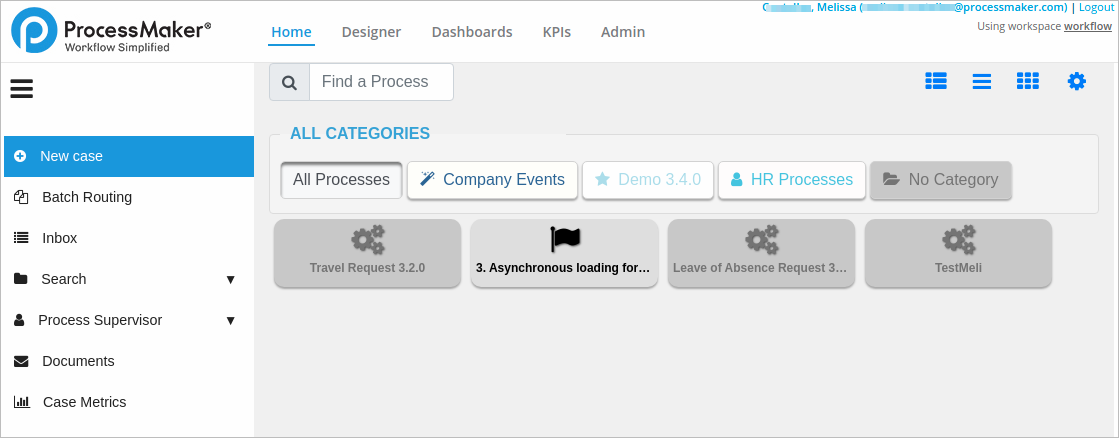 , Melissa (@processmaker.com) | Logout
ProcessMaker®
Workflow Simplified
Home Designer Dashboards KPIs Admin
Using workspace workflow
Find a Process
ALL CATEGORIES
All Processes Company Events Demo 3.4.0 HR Processes No Category
Travel Request 3.2.0 3. Asynchronous loading for... Leave of Absence Request 3... TestMeli
New case
Batch Routing
Inbox
Search
Process Supervisor
Documents
Case Metrics